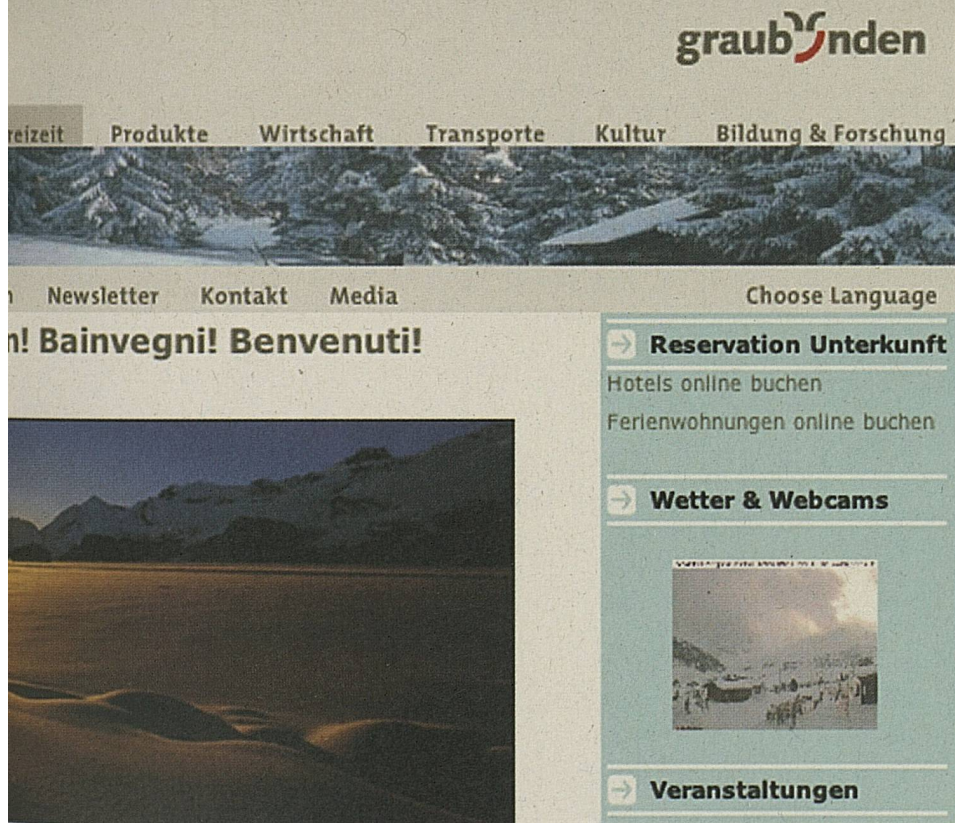 graubünden
reizeit Produkte Wirtschaft Transporte Kultur Bildung & Forschung
Newsletter Kontakt Media Choose Language
! Bainvegni! Benvenuti!
Reservation Unterkunft
Hotels online buchen
Ferienwohnungen online buchen
Wetter & Webcams
Veranstaltungen